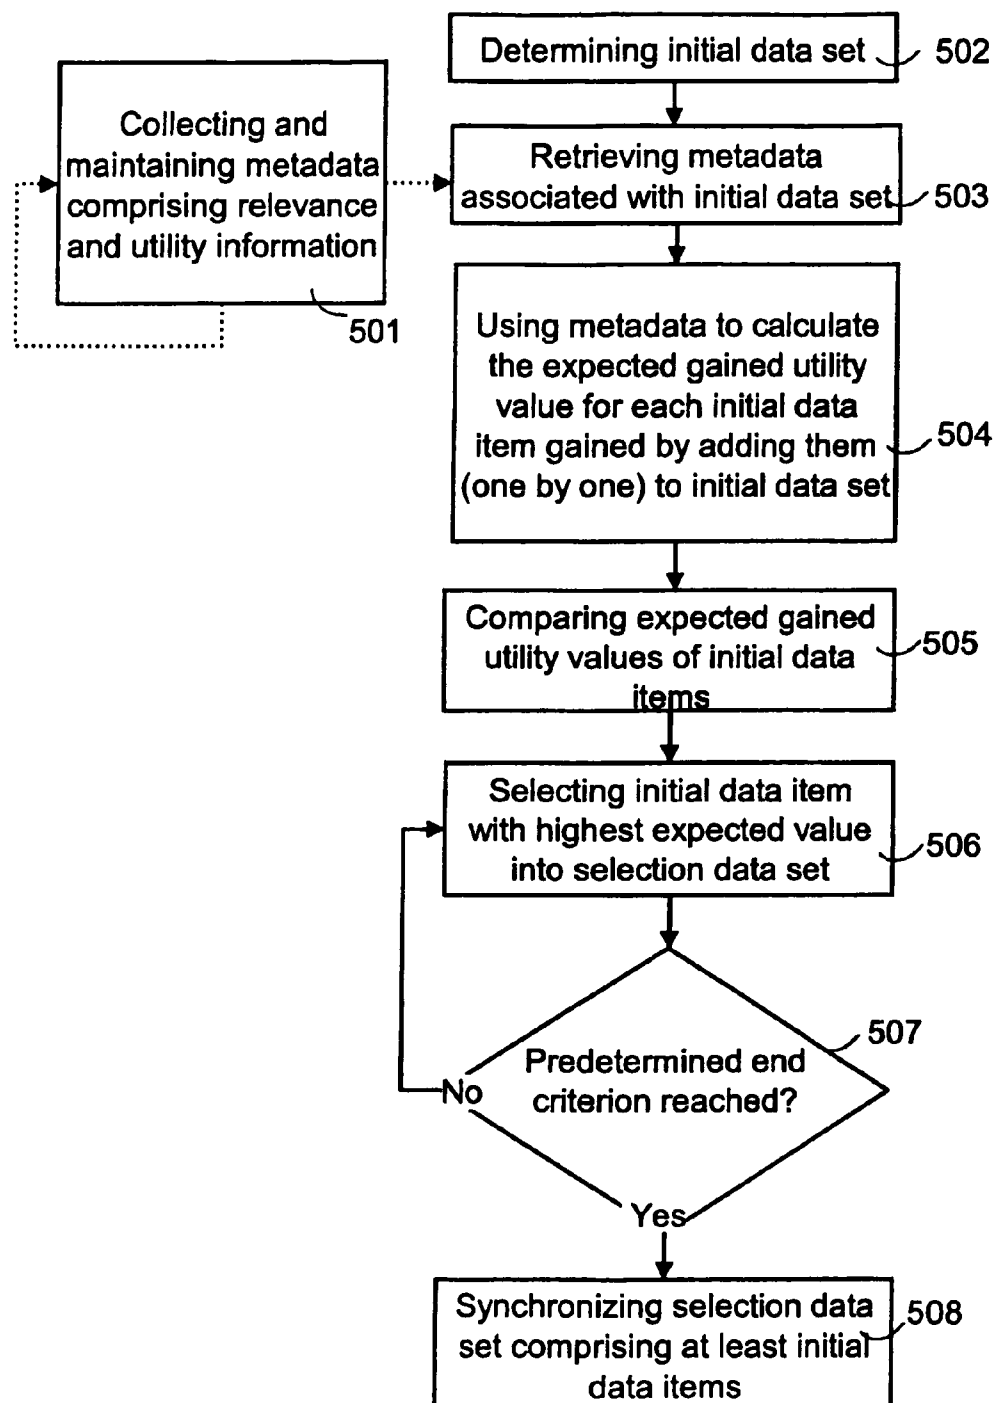 Determining initial data set
502
Collecting and
maintaining metadata
comprising relevance
and utility information
501
Retrieving metadata
associated with initial data set
503
Using metadata to calculate
the expected gained utility
value for each initial data
item gained by adding them
(one by one) to initial data set
504
Comparing expected gained
utility values of initial data
items
505
Selecting initial data item
with highest expected value
into selection data set
506
Predetermined end
criterion reached?
507
No
Yes
Synchronizing selection data
set comprising at least initial
data items
508